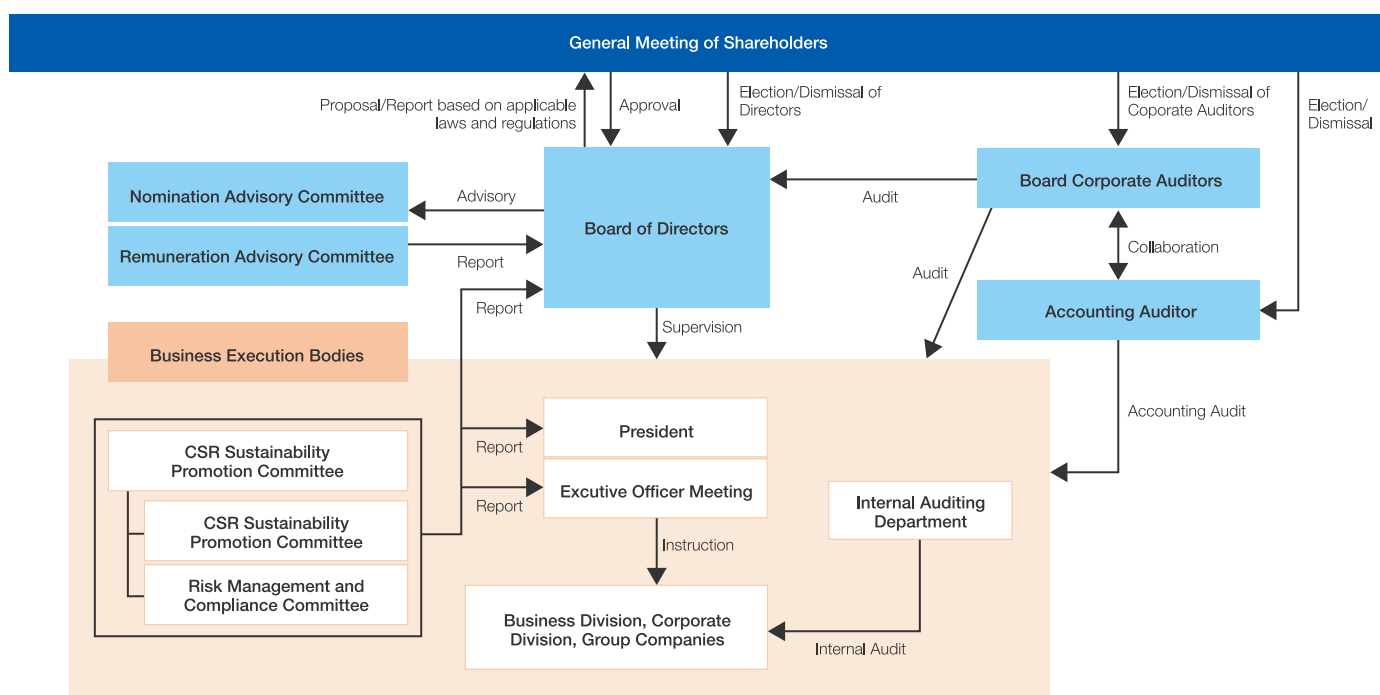 General Meeting of Shareholders
Proposal/Report based on applicable
laws and regulations
Approval
Election/Dismissal of
Directors
Election/Dismissal of
Coporate Auditors
Election/
Dismissal
Nomination Advisory Committee
Advisory
Board of Directors
Audit
Board Corporate Auditors
Remuneration Advisory Committee
Report
Collaboration
Audit
Report
Accounting Auditor
Supervision
Business Execution Bodies
Accounting Audit
CSR Sustainability
Promotion Committee
President
Report
Excutive Officer Meeting
Report
Internal Auditing
Department
CSR Sustainability
Promotion Committee
Instruction
Risk Management and
Compliance Committee
Business Division, Corporate
Division, Group Companies
Internal Audit